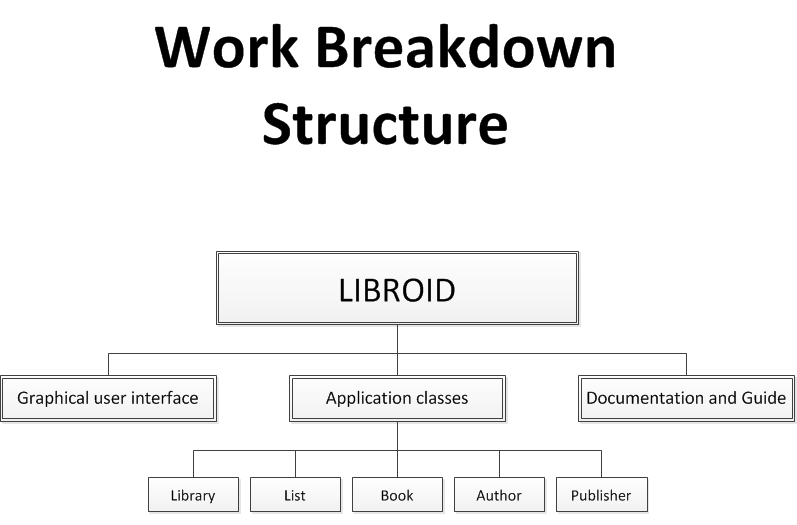 Work Breakdown
Structure
LIBROID
Graphical user interface
Application classes
Documentation and Guide
Library
List
Book
Author
Publisher